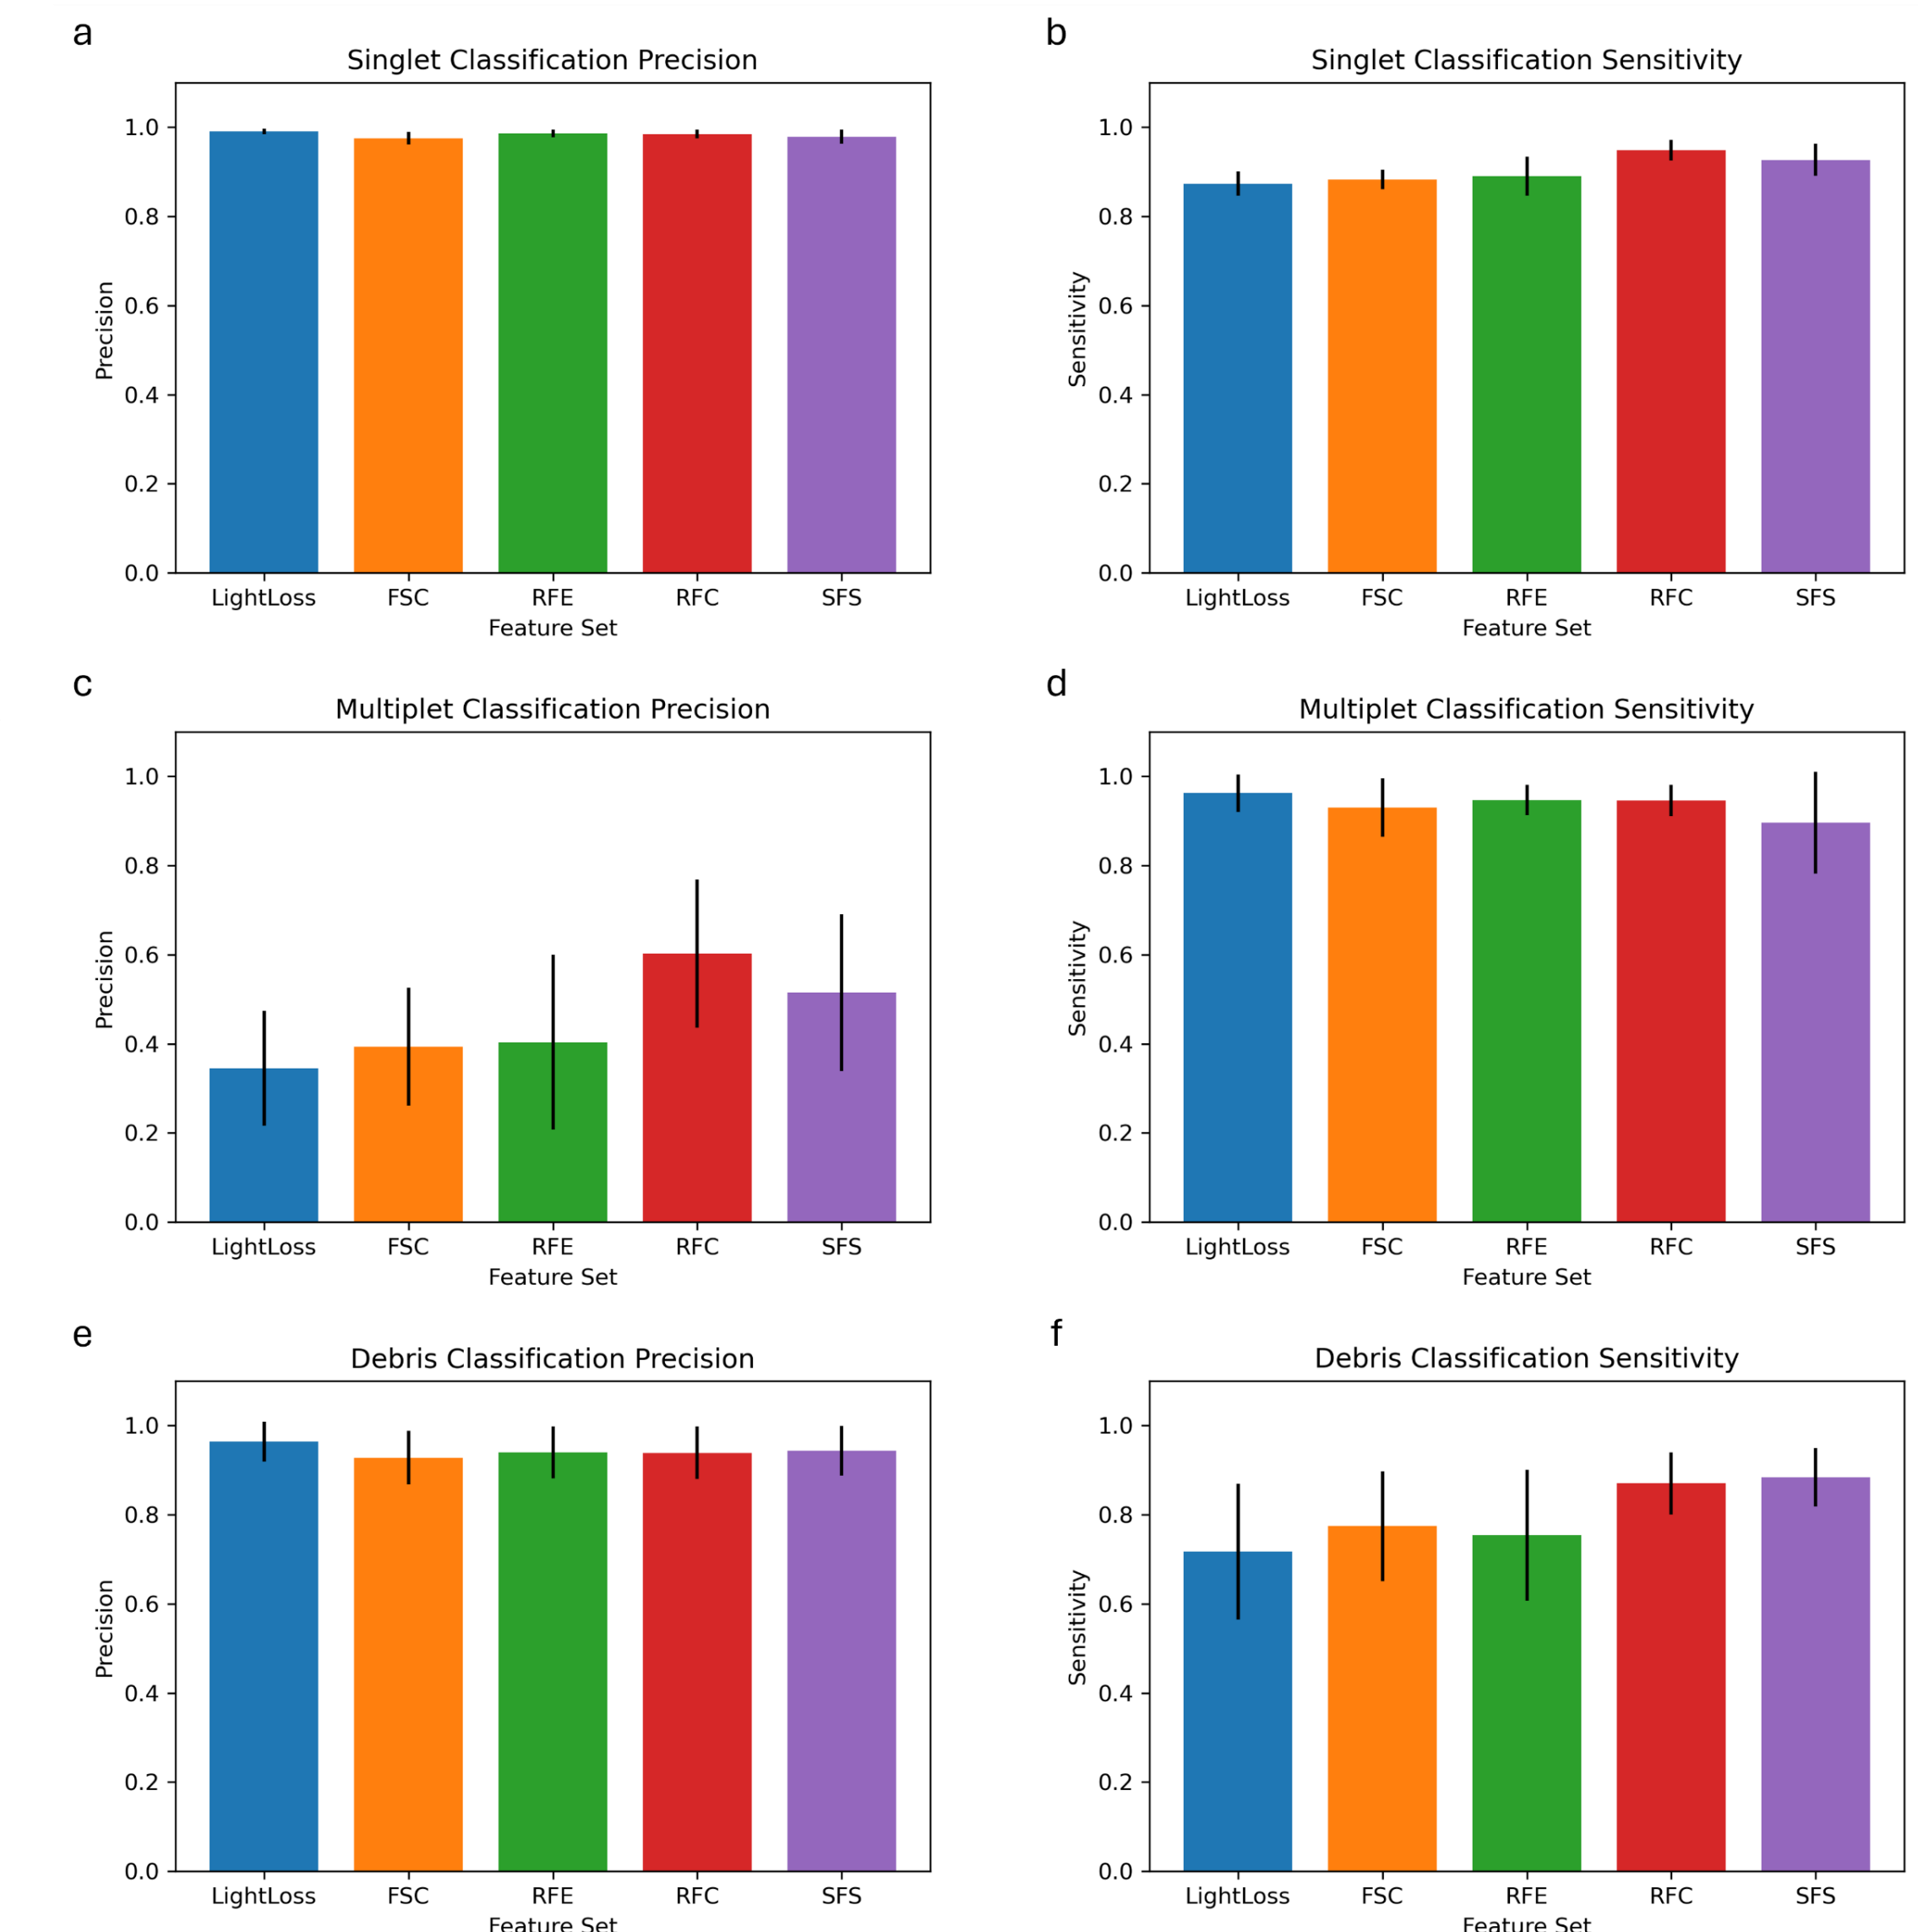 a
Singlet Classification Precision
1.0
0.8
0.6
0.4
0.2
0.0
Precision
LightLoss FSC RFE RFC SFS
Feature Set
b
Singlet Classification Sensitivity
1.0
0.8
0.6
0.4
0.2
0.0
Sensitivity
LightLoss FSC RFE RFC SFS
Feature Set
c
Multiplet Classification Precision
1.0
0.8
0.6
0.4
0.2
0.0
Precision
LightLoss FSC RFE RFC SFS
Feature Set
d
Multiplet Classification Sensitivity
1.0
0.8
0.6
0.4
0.2
0.0
Sensitivity
LightLoss FSC RFE RFC SFS
Feature Set
e
Debris Classification Precision
1.0
0.8
0.6
0.4
0.2
0.0
Precision
LightLoss FSC RFE RFC SFS
Feature Set
f
Debris Classification Sensitivity
1.0
0.8
0.6
0.4
0.2
0.0
Sensitivity
LightLoss FSC RFE RFC SFS
Feature Set